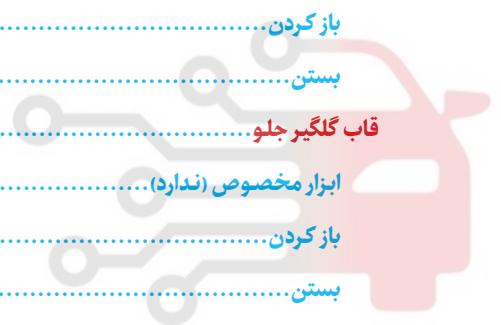 باز کردن................................
بستن................................
قاب گلگیر جلو................................
ابزار مخصوص (ندارد)...................
باز کردن................................
بستن................................